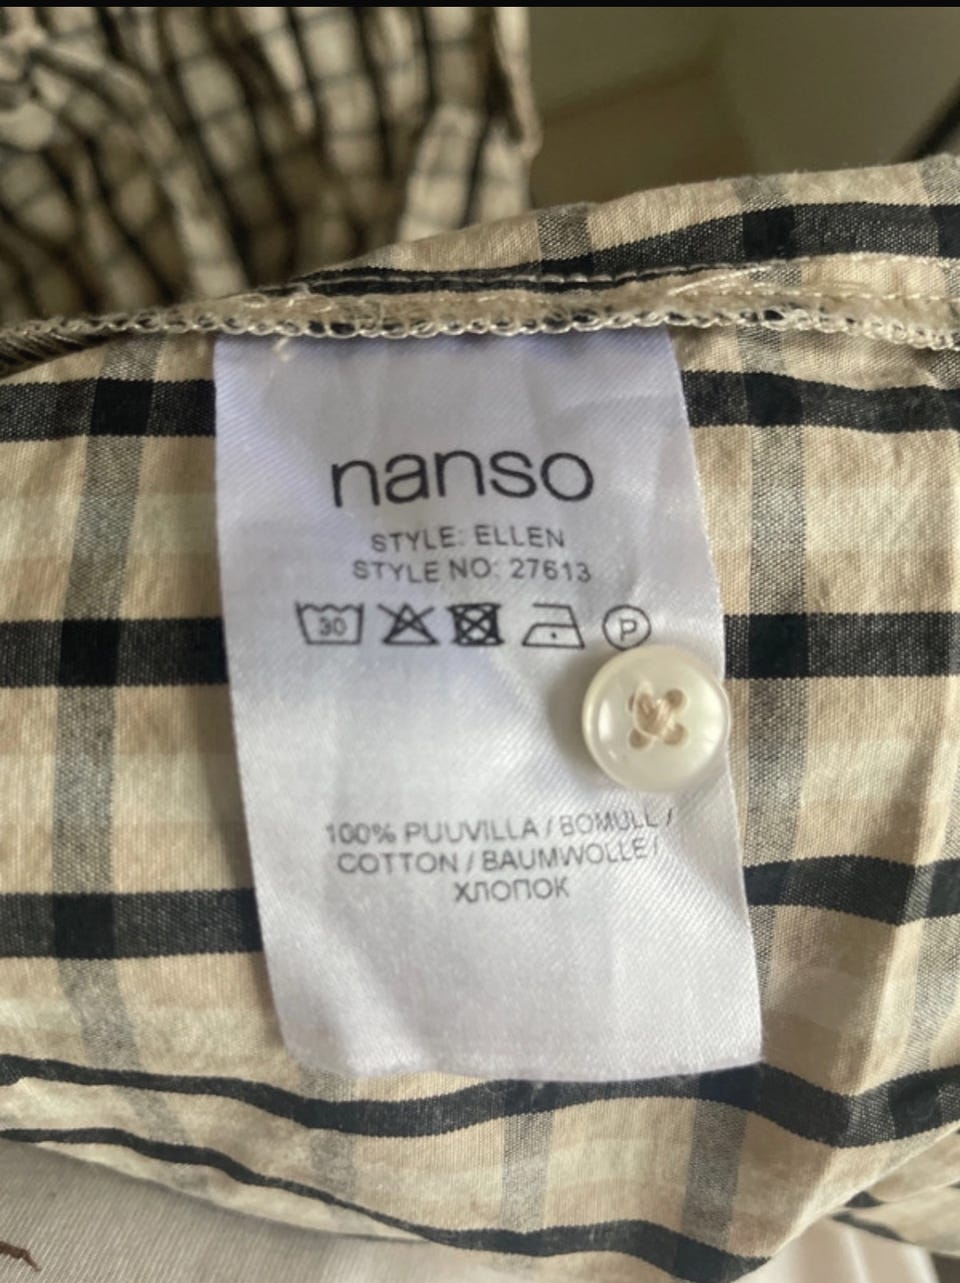 nanso
STYLE: ELLEN
STYLE NO: 27613
30 P
100% PUUVILLA / BOMULL /
COTTON / BAUMWOLLE /
ХЛОПОК